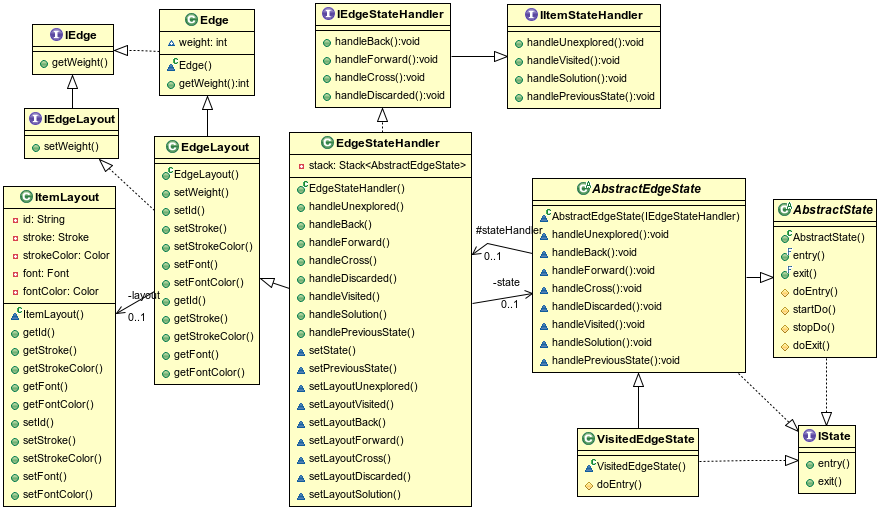 IEdge
getWeight()
Edge
weight: int
Edge()
getWeight():int
IEdgeStateHandler
handleBack():void
handleForward():void
handleCross():void
handleDiscarded():void
IItemStateHandler
handleUnexplored():void
handleVisited():void
handleSolution():void
handlePreviousState():void
IEdgeLayout
setWeight()
EdgeLayout
EdgeLayout()
setWeight()
setId()
setStroke()
setStrokeColor()
setFont()
setFontColor()
getId()
getStroke()
getStrokeColor()
getFont()
getFontColor()
EdgeStateHandler
stack: Stack<AbstractEdgeState>
EdgeStateHandler()
handleUnexplored()
handleBack()
handleForward()
handleCross()
handleDiscarded()
handleVisited()
handleSolution()
handlePreviousState()
setState()
setPreviousState()
setLayoutUnexplored()
setLayoutVisited()
setLayoutBack()
setLayoutForward()
setLayoutCross()
setLayoutDiscarded()
setLayoutSolution()
ItemLayout
id: String
stroke: Stroke
strokeColor: Color
font: Font
fontColor: Color
ItemLayout()
getId()
getStroke()
getStrokeColor()
getFont()
getFontColor()
setId()
setStroke()
setStrokeColor()
setFont()
setFontColor()
-layout
0..1
#stateHandler
0..1
-state
0..1
AbstractEdgeState
AbstractEdgeState(IEdgeStateHandler)
handleUnexplored():void
handleBack():void
handleForward():void
handleCross():void
handleDiscarded():void
handleVisited():void
handleSolution():void
handlePreviousState():void
AbstractState
AbstractState()
entry()
exit()
doEntry()
startDo()
stopDo()
doExit()
VisitedEdgeState
VisitedEdgeState()
doEntry()
IState
entry()
exit()